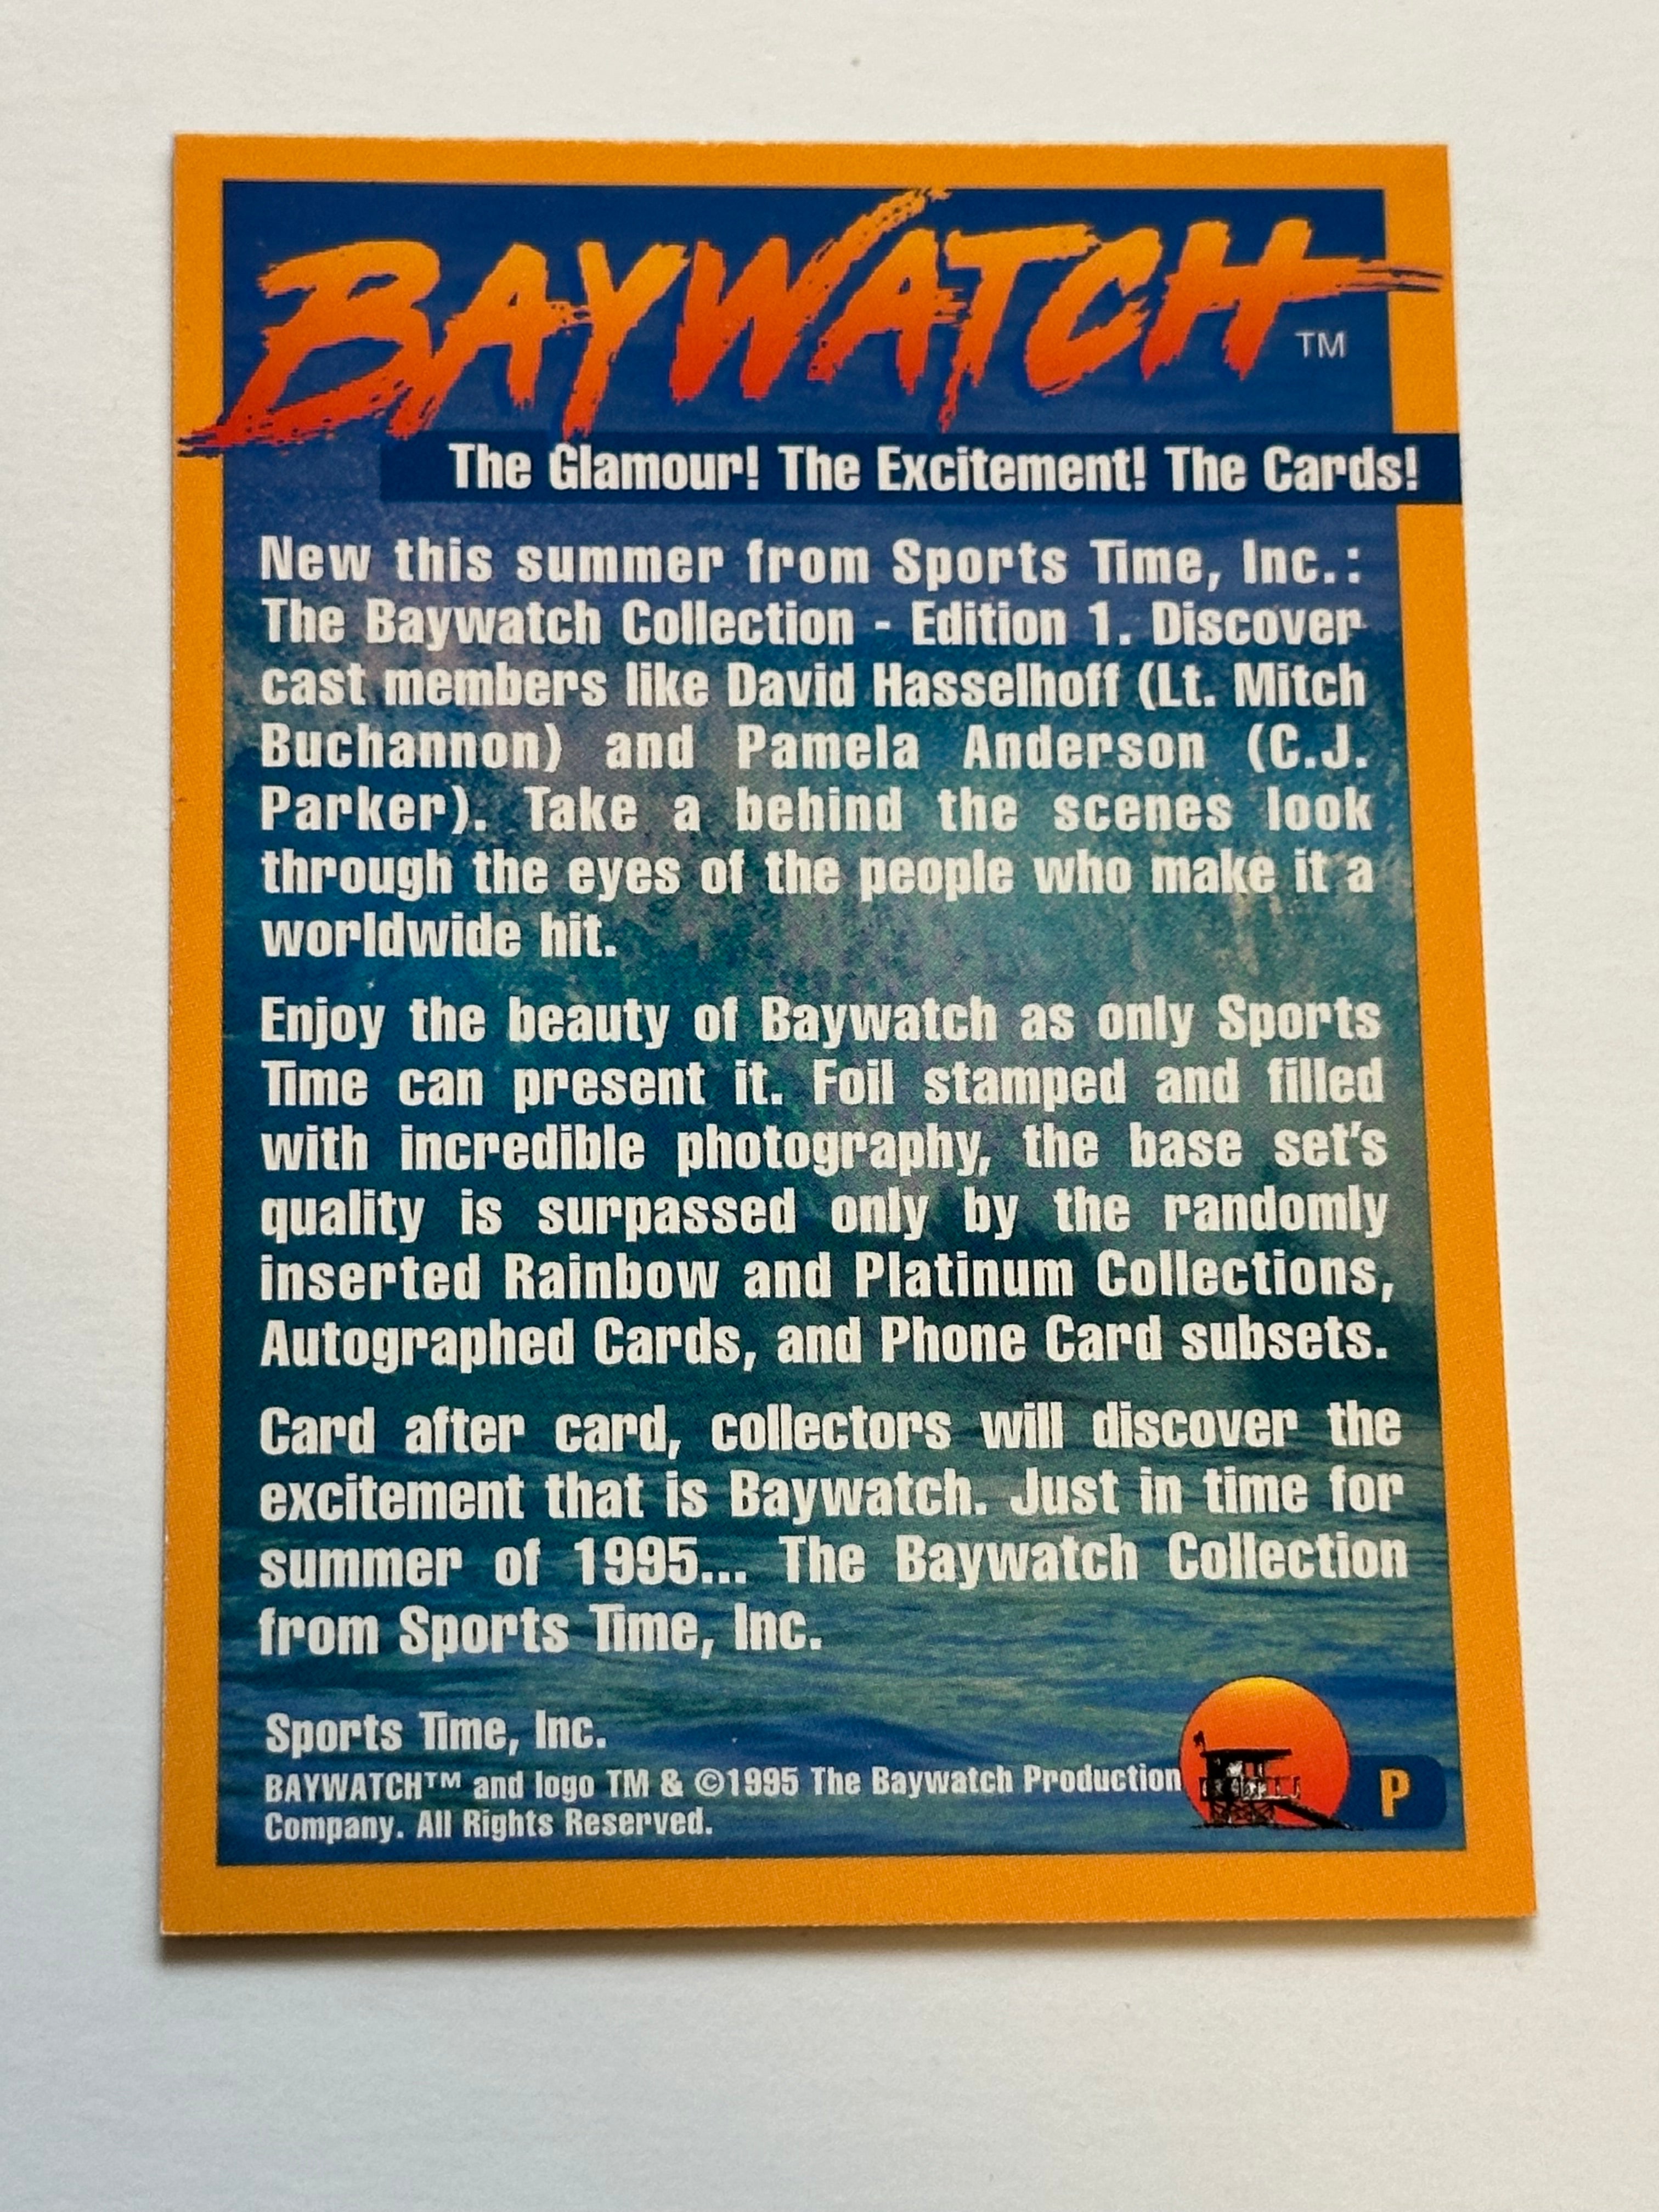 BAYWATCH™
The Glamour! The Excitement! The Cards!
New this summer from Sports Time, Inc.:
The Baywatch Collection - Edition 1. Discover
cast members like David Hasselhoff (Lt. Mitch
Buchannon) and Pamela Anderson (C.J.
Parker). Take a behind the scenes look
through the eyes of the people who make it a
worldwide hit.
Enjoy the beauty of Baywatch as only Sports
Time can present it. Foil stamped and filled
with incredible photography, the base set's
quality is surpassed only by the randomly
inserted Rainbow and Platinum Collections,
Autographed Cards, and Phone Card subsets.
Card after card, collectors will discover the
excitement that is Baywatch. Just in time for
summer of 1995... The Baywatch Collection
from Sports Time, Inc.
Sports Time, Inc.
BAYWATCH™ and logo TM & ©1995 The Baywatch Production
Company. All Rights Reserved.
P